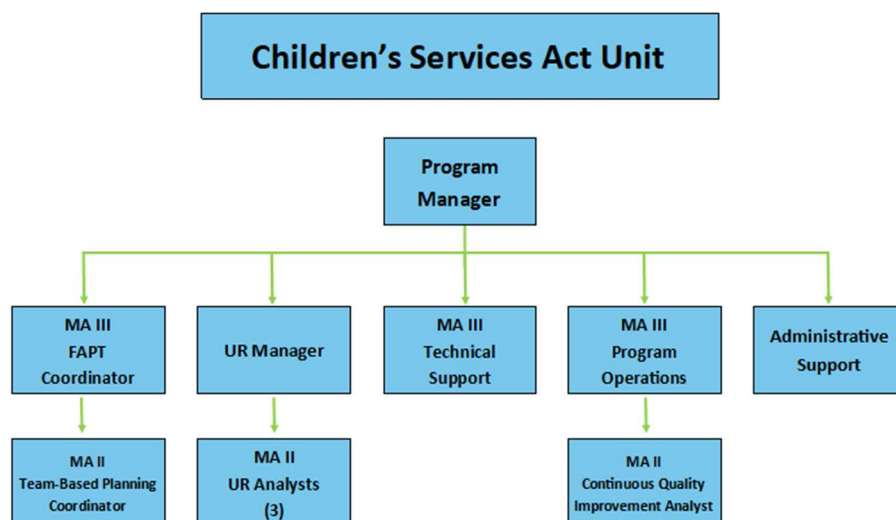 Children's Services Act Unit
Program
Manager
MA III
FAPT
Coordinator
UR Manager
MA III
Technical
Support
MA III
Program
Operations
Administrative
Support
MA II
Team-Based Planning
Coordinator
MA II
UR Analysts
(3)
MA II
Continuous Quality
Improvement Analyst